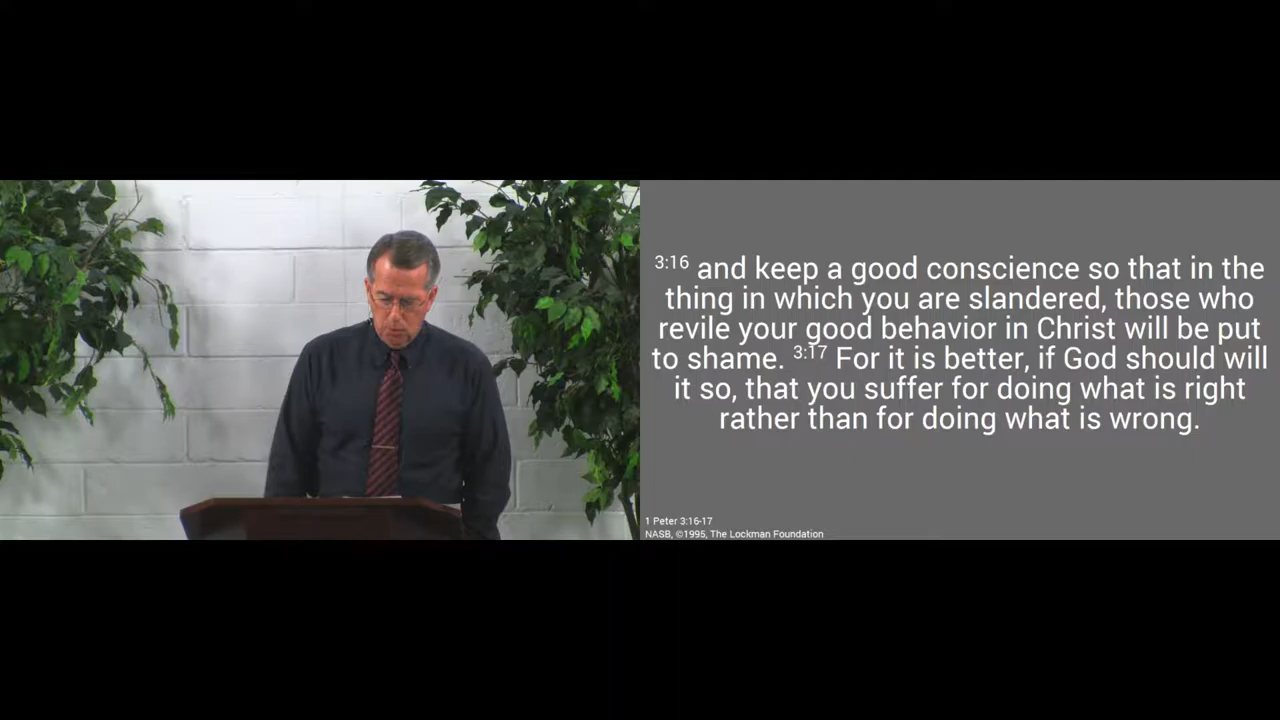 3:16 and keep a good conscience so that in the
thing in which you are slandered, those who
revile your good behavior in Christ will be put
to shame. 3:17 For it is better, if God should will
it so, that you suffer for doing what is right
rather than for doing what is wrong.
1 Peter 3:16-17
NASB, ©1995, The Lockman Foundation